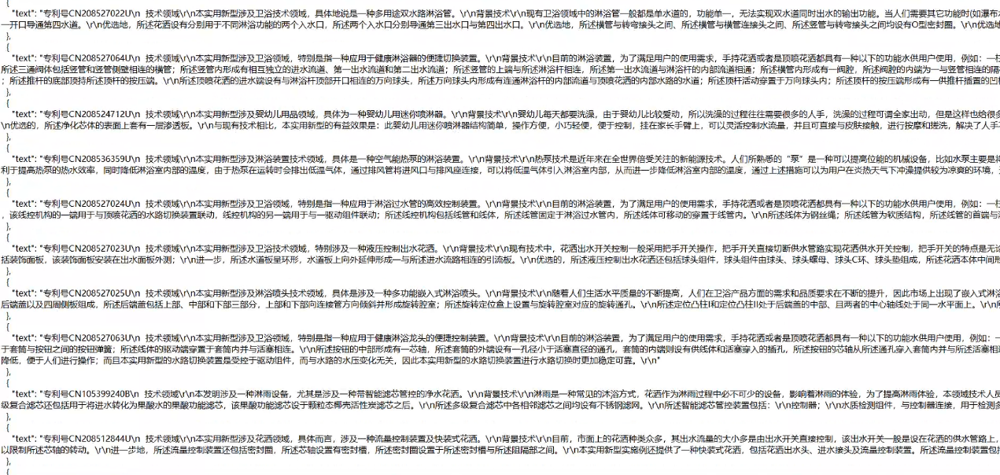 {
"text": "专利号CN208527022U\n  技术领域\r\n本实用新型涉及卫浴技术领域，具体地说是一种多用途双水路淋浴管。\r\n背景技术\r\n现有卫浴领域中的淋浴管一般都是单水道的，功能单一，无法实现双水道同时出水的输出功能。当人们需要其它功能时(如瀑布水
一开口导通第四水道。\r\n优选地，所述花洒设有分别用于不同淋浴功能的两个入水口，所述两个入水口分别导通第三出水口与第四出水口。\r\n优选地，所述横管与转弯接头之间、所述横管与横管连接头之间、所述竖管与转弯接头之间均设有O型密封圈。\r\n优选地
},
{
"text": "专利号CN208527064U\n  技术领域\r\n本实用新型涉及卫浴领域，特别是指一种应用于健康淋浴器的便捷切换装置。\r\n背景技术\r\n目前的淋浴装置，为了满足用户的使用需求，手持花洒或者是顶喷花洒都具有一种以下的功能水供用户使用，例如：一柱
所述三通阀体包括竖管和竖管侧壁相连的横管；所述竖管内形成有相互独立的进水流道、第一出水流道和第二出水流道；所述竖管的上端与所述淋浴杆相连，所述第一出水流道与淋浴杆的内部流道相通；所述横管内形成有一阀腔，所述阀腔的内端为一与竖管相连的隔
；所述推杆的底部顶持所述顶杆的按压端。\r\n所述顶喷花洒的进水端设有与淋浴杆顶部开口相连的万向球头，所述万向球头内形成有连通淋浴杆的内部流道与顶喷花洒的内部水路的水道；所述顶杆活动穿置于万向球头内；所述顶杆的按压端形成有一供推杆插置的凹槽
},
{
"text": "专利号CN208524712U\n  技术领域\r\n本实用新型涉及婴幼儿用品领域，具体为一种婴幼儿用迷你喷淋器。\r\n背景技术\r\n婴幼儿每天都要洗澡，由于婴幼儿比较爱动，所以洗澡的过程往往需要很多的人手，洗澡的过程可谓全家出动，但是这样也给很多
\n优选的，所述净化芯体的表面上套有一层渗透板。\r\n与现有技术相比，本实用新型的有益效果是：此婴幼儿用迷你喷淋器结构简单，操作方便，小巧轻便，便于控制，挂在家长手臂上，可以灵活控制水流量，并且可直接与皮肤接触，进行按摩和搓洗，解决了人手不
},
{
"text": "专利号CN208536359U\n  技术领域\r\n本实用新型涉及淋浴装置技术领域，具体是一种空气能热泵的淋浴房。\r\n背景技术\r\n热泵技术是近年来在全世界倍受关注的新能源技术。人们所熟悉的“泵”是一种可以提高位能的机械设备，比如水泵主要是将
利于提高热泵的热水效率，同时降低淋浴室内部的温度，由于热泵在运转时会排出低温气体，通过排风管将进风口与排风座连接，可以将低温气体引入淋浴室内部，从而进一步降低淋浴室内部的温度，通过上述措施可以为用户在炎热天气下冲澡提供较为凉爽的环境，
},
{
"text": "专利号CN208527024U\n  技术领域\r\n本实用新型涉及卫浴领域，特别是指一种应用于淋浴过水管的高效控制装置。\r\n背景技术\r\n目前的淋浴装置，为了满足用户的使用需求，手持花洒或者是顶喷花洒都具有一种以下的功能水供用户使用，例如：一柱
，该线控机构的一端用于与顶喷花洒的水路切换装置联动，线控机构的另一端用于与一驱动组件联动；所述线控机构包括线管和线体，所述线管固定于淋浴过水管内，所述线体可移动的穿置于线管内。\r\n所述线体为钢丝绳；所述线管为软质结构，所述线管的首端与
},
{
"text": "专利号CN208527023U\n  技术领域\r\n本实用新型涉及卫浴技术领域，特别涉及一种液压控制出水花洒。\r\n背景技术\r\n现有技术中，花洒出水开关控制一般采用把手开关操作，把手开关直接切断供水管路实现花洒供水开关控制，把手开关的特点是无论
括装饰面板，该装饰面板安装在出水面板外侧；\r\n进一步，所述水道板呈环形，水道板上向外延伸形成一与所述进水流路相连的引流板。\r\n优选的，所述液压控制出水花洒还包括球头组件，球头组件由球头、球头螺母、球头C环、球头垫组成，所述花洒本体中间形
},
{
"text": "专利号CN208527025U\n  技术领域\r\n本实用新型涉及淋浴喷头技术领域，具体是涉及一种多功能嵌入式淋浴喷头。\r\n背景技术\r\n随着人们生活水平质量的不断提高，人们在卫浴产品方面的需求和品质要求在不断的提升，因此市场上出现了嵌入式淋浴
后端盖以及四周侧板组成，所述后端盖包括上部、中部和下部三部分，上部和下部向连接管方向倾斜并形成旋转腔室；所述旋转定位盒上设置与旋转腔室对应的旋转通孔。\r\n所述定位凸柱I和定位凸柱II处于后端盖的中部、且两者的中心轴线处于同一水平面上。\r\n所
},
{
"text": "专利号CN208527063U\n  技术领域\r\n本实用新型涉及卫浴领域，特别是指一种应用于健康淋浴龙头的便捷控制装置。\r\n背景技术\r\n目前的淋浴装置，为了满足用户的使用需求，手持花洒或者是顶喷花洒都具有一种以下的功能水供用户使用，例如：一
于套筒与按钮之间的按钮弹簧；所述线体的驱动端穿置于套筒内并与活塞相连。\r\n所述按钮的中部形成有一芯轴，所述套筒的外端设有一孔径小于活塞直径的通孔，套筒的内端则设有供线体和活塞穿入的插孔，所述按钮的芯轴从所述通孔穿入套筒内并与所述活塞相
降低，便于人们进行操作；而且本实用新型的水路切换装置是受控于驱动组件，而与水路的水压变化无关，因此本实用新型的水路切换装置进行水路切换时更加稳定可靠。\r\n"
},
{
"text": "专利号CN105399240B\n  技术领域\r\n本发明涉及一种淋雨设备，尤其是涉及一种带智能滤芯管控的净水花洒。\r\n背景技术\r\n淋雨是一种常见的沐浴方式，花洒作为淋雨过程中必不可少的设备，影响着淋雨的体验，为了提高淋雨体验，本领域技术人员
级复合滤芯还包括用于将进水转化为果酸水的果酸功能滤芯，该果酸功能滤芯设于颗粒态椰壳活性炭滤芯之后。\r\n所述多级复合滤芯中各相邻滤芯之间均设有不锈钢滤网。\r\n所述智能滤芯管控装置包括：\r\n控制器；\r\n水质检测组件，与控制器连接，用于检测多
},
{
"text": "专利号CN208512844U\n  技术领域\r\n本实用新型涉及花洒领域，具体而言，涉及一种流量控制装置及快装式花洒。\r\n背景技术\r\n目前，市面上的花洒种类众多，其出水流量的大小多是由出水开关直接控制，该出水开关一般是设在花洒的供水管路上，
以限制所述芯轴的转动。\r\n进一步地，所述流量控制装置还包括密封圈，所述芯轴设置有密封槽，所述密封圈设置于所述密封槽与所述阻隔部之间。\r\n本实用新型实施例还提供了一种快装式花洒，包括花洒出水头、进水接头及流量控制装置。所述流量控制装置包括
},
{